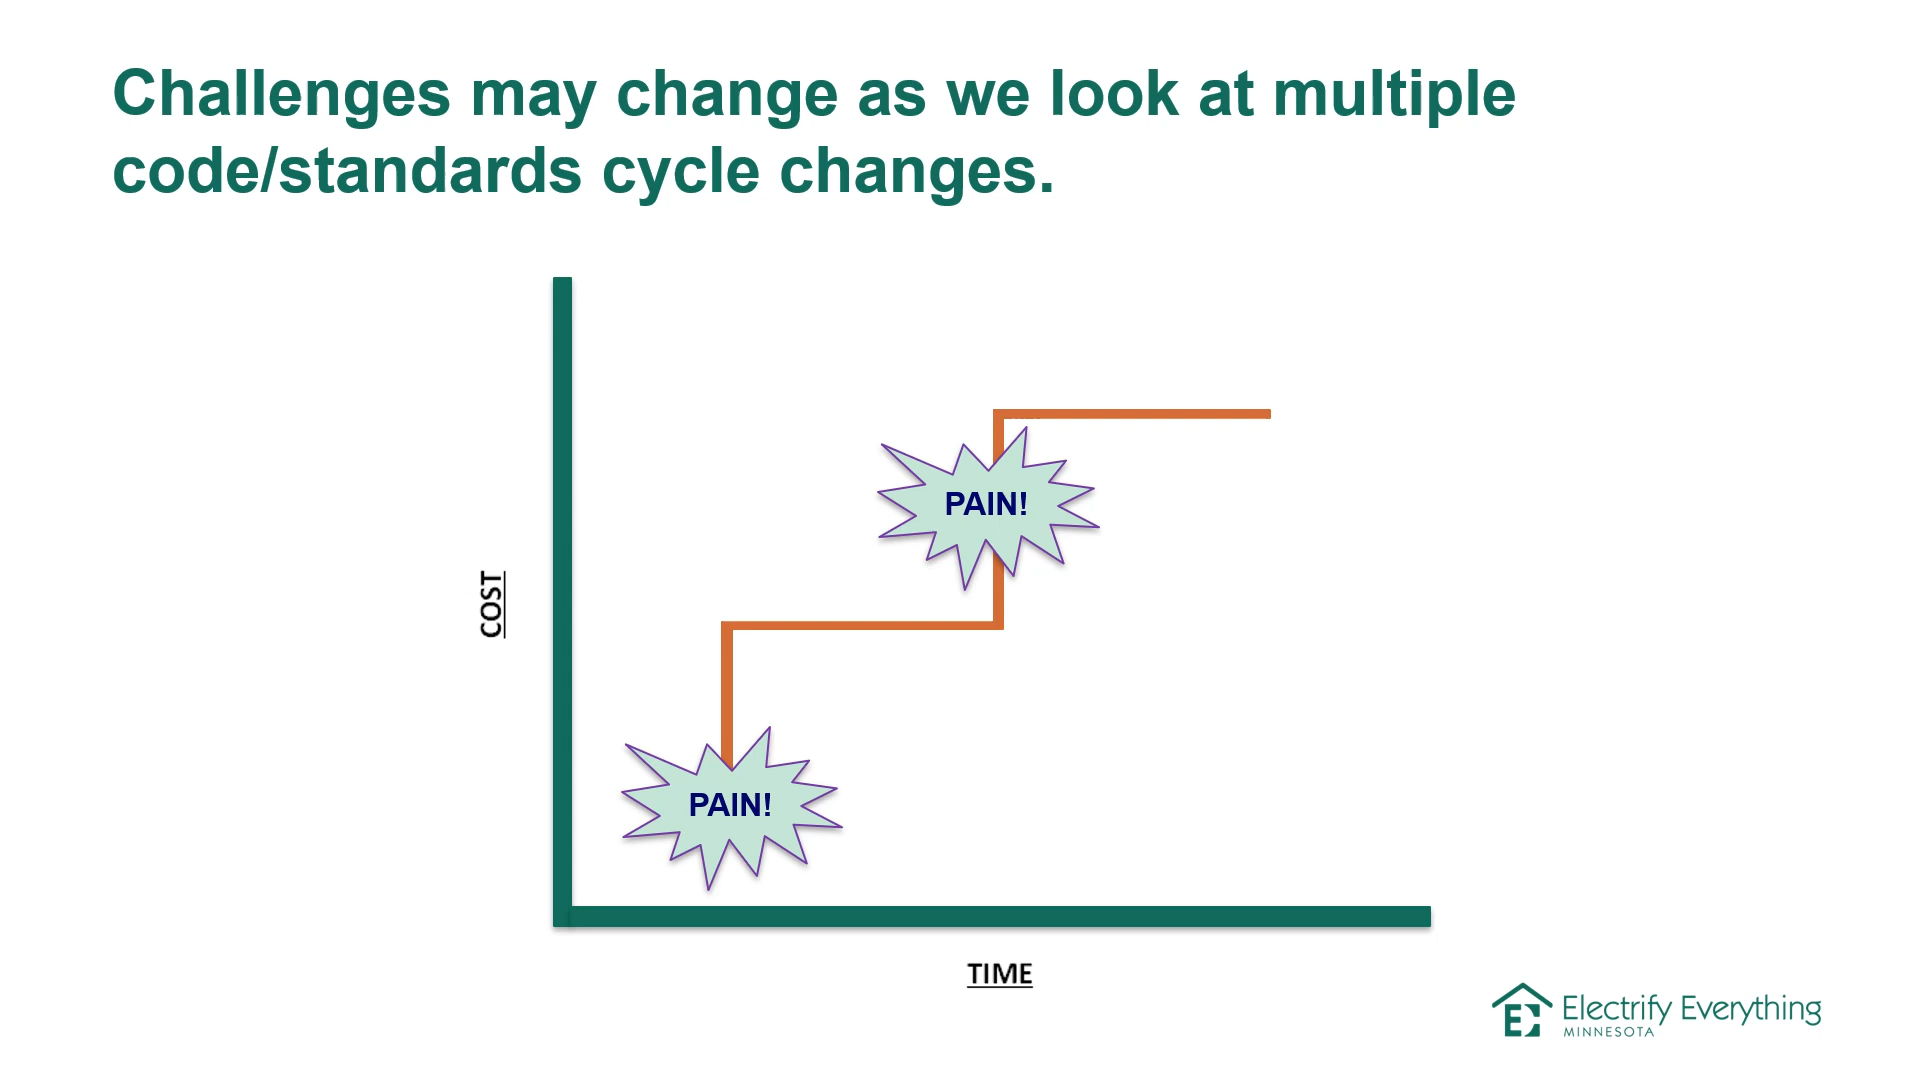 Challenges may change as we look at multiple
code/standards cycle changes.
PAIN!
COST
PAIN!
TIME
Electrify Everything
MINNESOTA